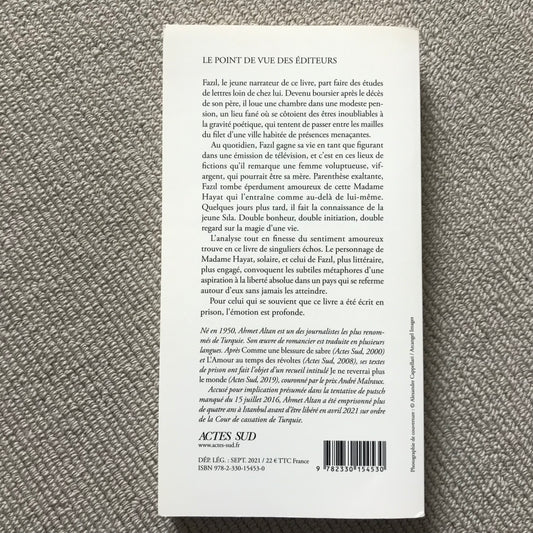 LE POINT DE VUE DES ÉDITEURS
Fazıl, le jeune narrateur de ce livre, part faire des études
de lettres loin de chez lui. Devenu boursier après le décès
de son père, il loue une chambre dans une modeste pen-
sion, un lieu fané où se côtoient des êtres inoubliables à
la gravité poétique, qui tentent de passer entre les mailles
du filet d'une ville habitée de présences menaçantes.
Au quotidien, Fazıl gagne sa vie en tant que figurant
dans une émission de télévision, et c'est en ces lieux de
fictions qu'il remarque une femme voluptueuse, vif-
argent, qui pourrait être sa mère. Parenthèse exaltante,
Fazıl tombe éperdument amoureux de cette Madame
Hayat qui l'entraîne comme au-delà de lui-même.
Quelques jours plus tard, il fait la connaissance de la
jeune Sıla. Double bonheur, double initiation, double
regard sur la magie d'une vie.
L'analyse tout en finesse du sentiment amoureux
trouve en ce livre de singuliers échos. Le personnage de
Madame Hayat, solaire, et celui de Fazıl, plus littéraire,
plus engagé, convoquent les subtiles métaphores d'une
aspiration à la liberté absolue dans un pays qui se referme
autour d'eux sans jamais les atteindre.
Pour celui qui se souvient que ce livre a été écrit en
prison, l'émotion est profonde.
Né en 1950, Ahmet Altan est un des journalistes les plus renom-
més de Turquie. Son œuvre de romancier est traduite en plusieurs
langues. Après Comme une blessure de sabre (Actes Sud, 2000)
et L'Amour au temps des révoltes (Actes Sud, 2008), ses textes
de prison ont fait l'objet d'un recueil intitulé Je ne reverrai plus
le monde (Actes Sud, 2019), couronné par le prix André Malraux.
Accusé pour implication présumée dans la tentative de putsch
manqué du 15 juillet 2016, Ahmet Altan a été emprisonné plus
de quatre ans à Istanbul avant d'être libéré en avril 2021 sur ordre
de la Cour de cassation de Turquie.
ACTES SUD
www.actes-sud.fr
DÉP. LÉG. : SEPT. 2021 / 22 € TTC France
ISBN 978-2-330-15453-0
9 782330 154530
Photographie de couverture : © Alexandre Cappellari / Arcangel Images